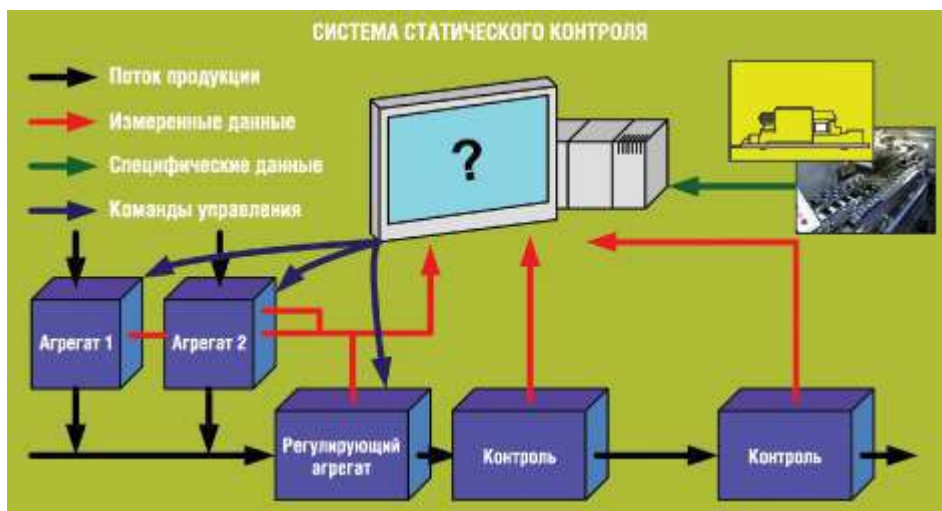 СИСТЕМА СТАТИЧЕСКОГО КОНТРОЛЯ
Поток продукции
Измеренные данные
Специфические данные
Команды управления
?
Агрегат 1
Агрегат 2
Регулирующий
агрегат
Контроль
Контроль